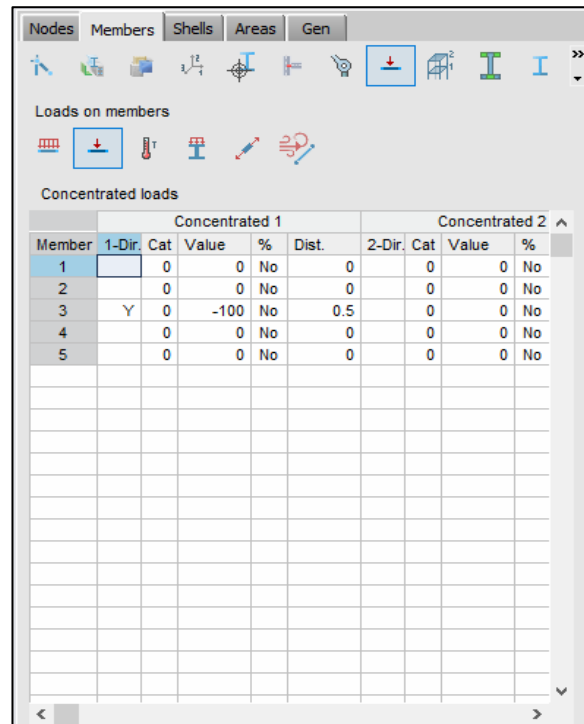 Nodes Members Shells Areas Gen
Loads on members
Concentrated loads
Concentrated 1 Concentrated 2
Member 1-Dir. Cat Value % Dist. 2-Dir. Cat Value %
1 0 0 No 0 0 0 No
2 0 0 No 0 0 0 No
3 Y 0 -100 No 0.5 0 0 No
4 0 0 No 0 0 0 No
5 0 0 No 0 0 0 No